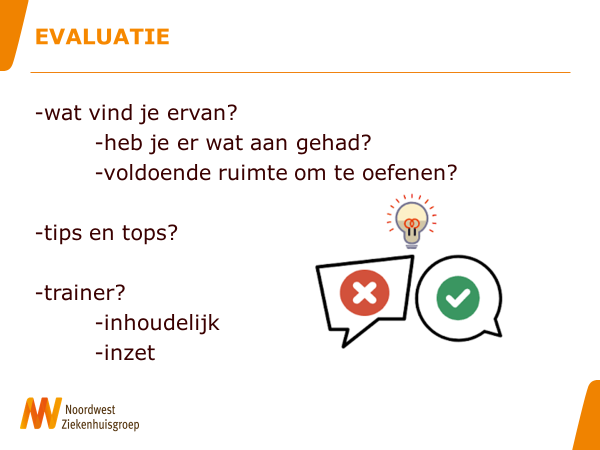 EVALUATIE
-wat vind je ervan?
-heb je er wat aan gehad?
-voldoende ruimte om te oefenen?
-tips en tops?
-trainer?
-inhoudelijk
-inzet
Noordwest
Ziekenhuisgroep